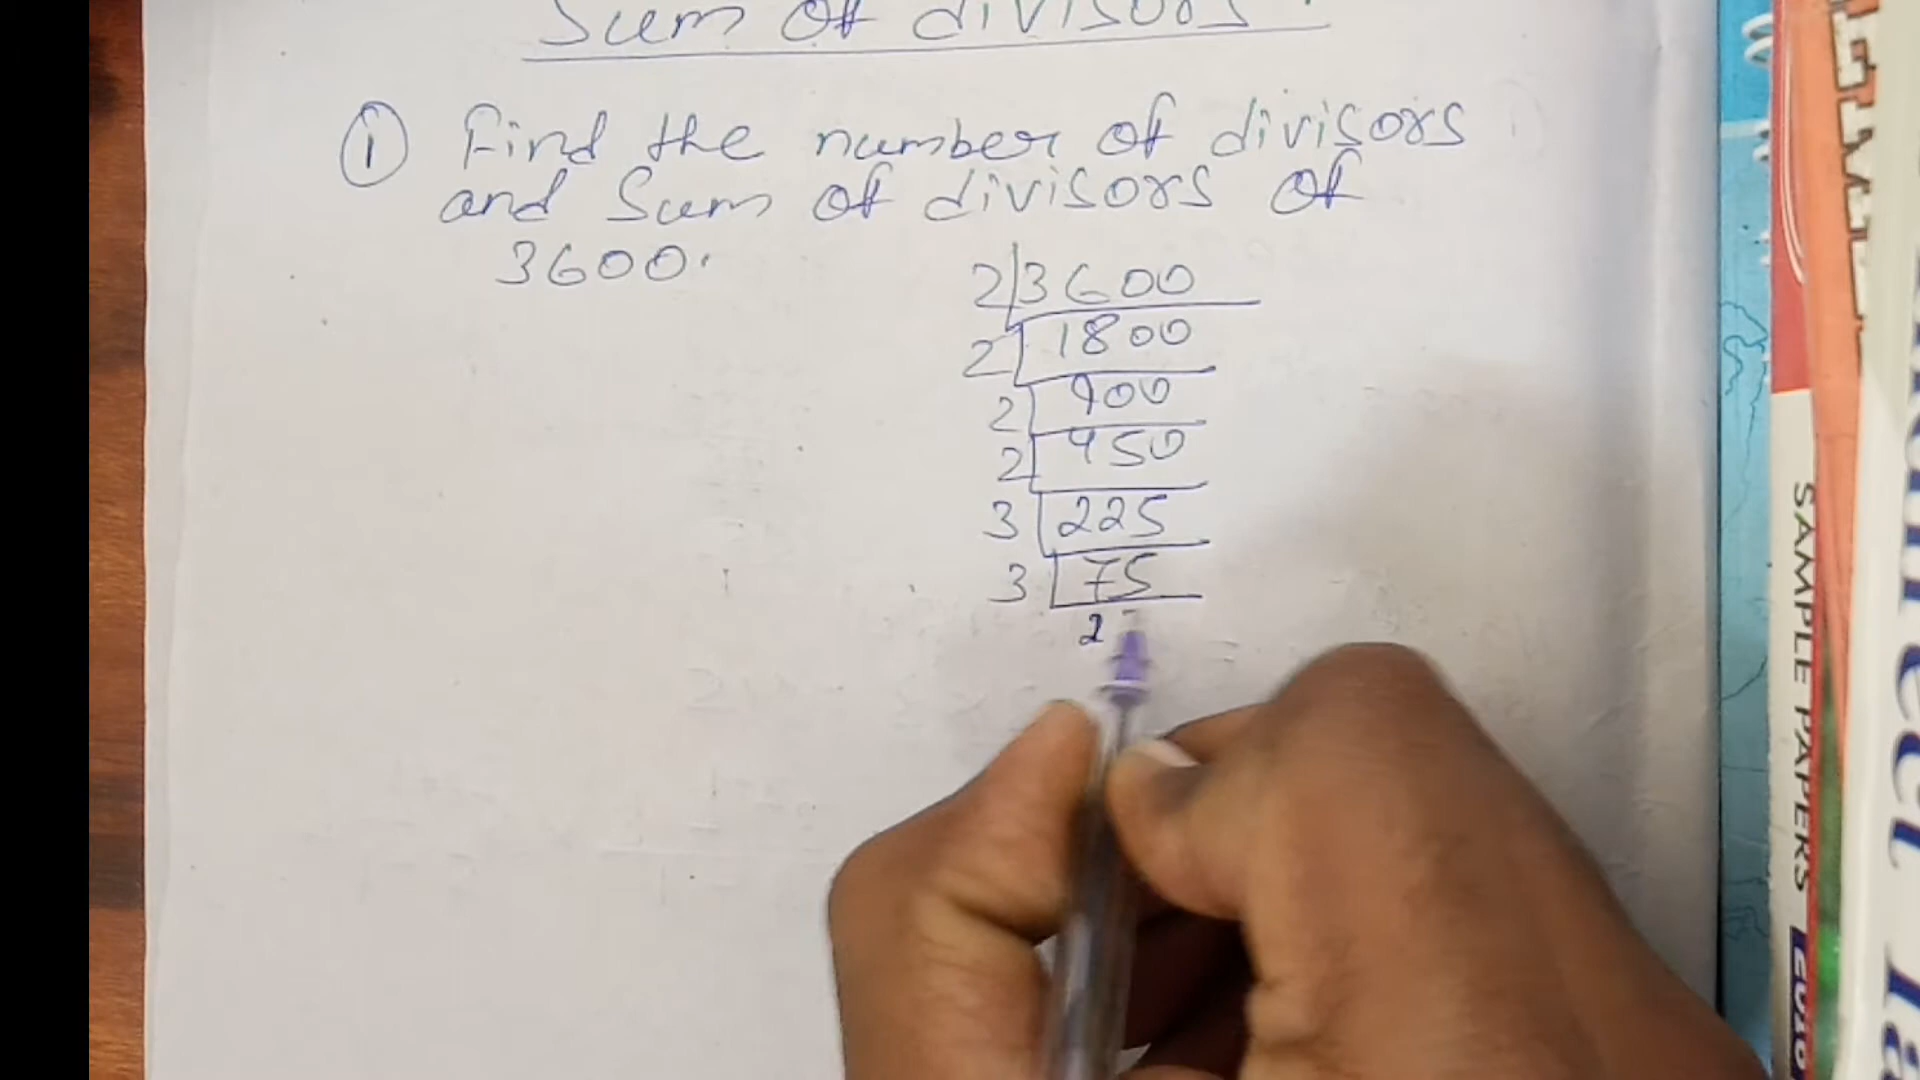 Sum of divisors.
① Find the number of divisors
and Sum of divisors of
3600.
2 3600
2 1800
2 900
2 450
3 225
3 75
2
SAMPLE PAPERS